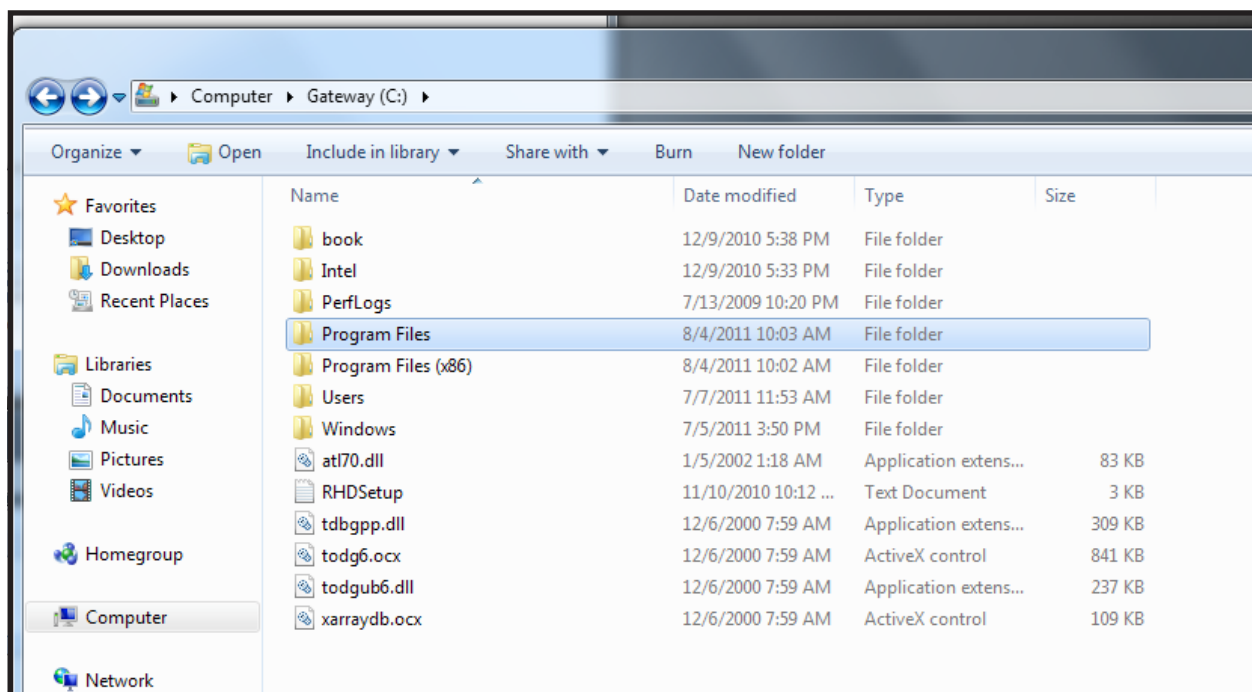 Computer Gateway (C:)
Organize Open Include in library Share with Burn New folder
Favorites
Desktop
Downloads
Recent Places
Libraries
Documents
Music
Pictures
Videos
Homegroup
Computer
Network
Name Date modified Type Size
book 12/9/2010 5:38 PM File folder
Intel 12/9/2010 5:33 PM File folder
PerfLogs 7/13/2009 10:20 PM File folder
Program Files 8/4/2011 10:03 AM File folder
Program Files (x86) 8/4/2011 10:02 AM File folder
Users 7/7/2011 11:53 AM File folder
Windows 7/5/2011 3:50 PM File folder
atl70.dll 1/5/2002 1:18 AM Application extens... 83 KB
RHDSetup 11/10/2010 10:12 ... Text Document 3 KB
tdbgpp.dll 12/6/2000 7:59 AM Application extens... 309 KB
todg6.ocx 12/6/2000 7:59 AM ActiveX control 841 KB
todgub6.dll 12/6/2000 7:59 AM Application extens... 237 KB
xarraydb.ocx 12/6/2000 7:59 AM ActiveX control 109 KB